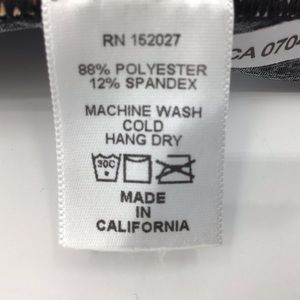 RN 152027
88% POLYESTER
12% SPANDEX
MACHINE WASH
COLD
HANG DRY
30C
MADE
IN
CALIFORNIA